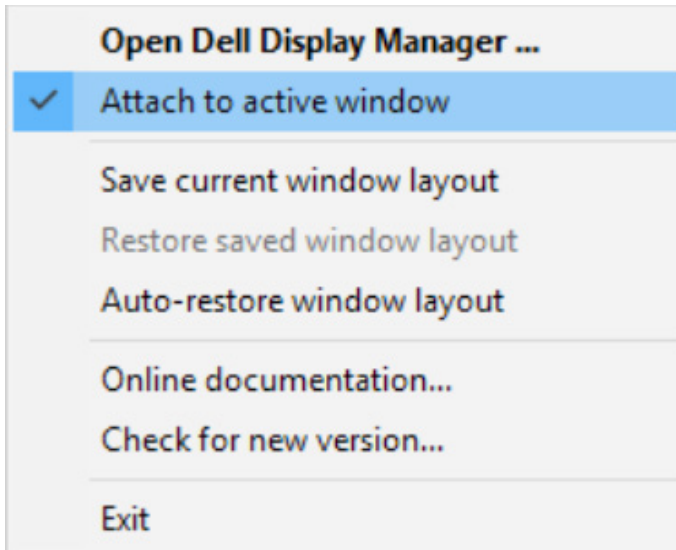 Open Dell Display Manager ...
Attach to active window
Save current window layout
Restore saved window layout
Auto-restore window layout
Online documentation...
Check for new version...
Exit